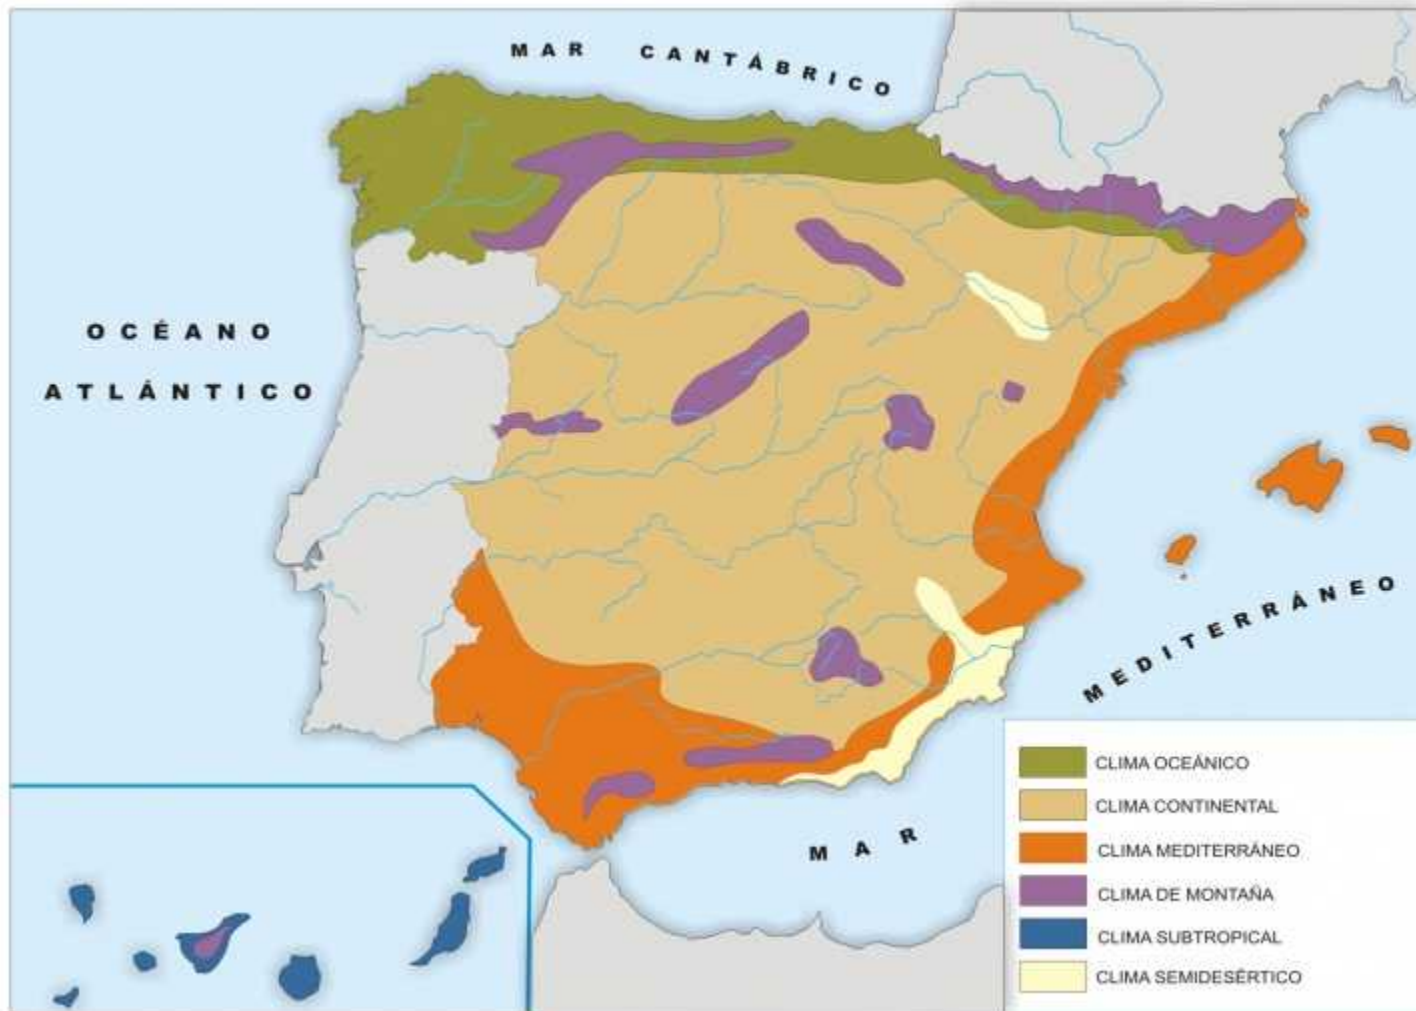 MAR CANTÁBRICO
OCÉANO
ATLÁNTICO
MEDITERRÁNEO
MAR
CLIMA OCEÁNICO
CLIMA CONTINENTAL
CLIMA MEDITERRÁNEO
CLIMA DE MONTAÑA
CLIMA SUBTROPICAL
CLIMA SEMIDESÉRTICO